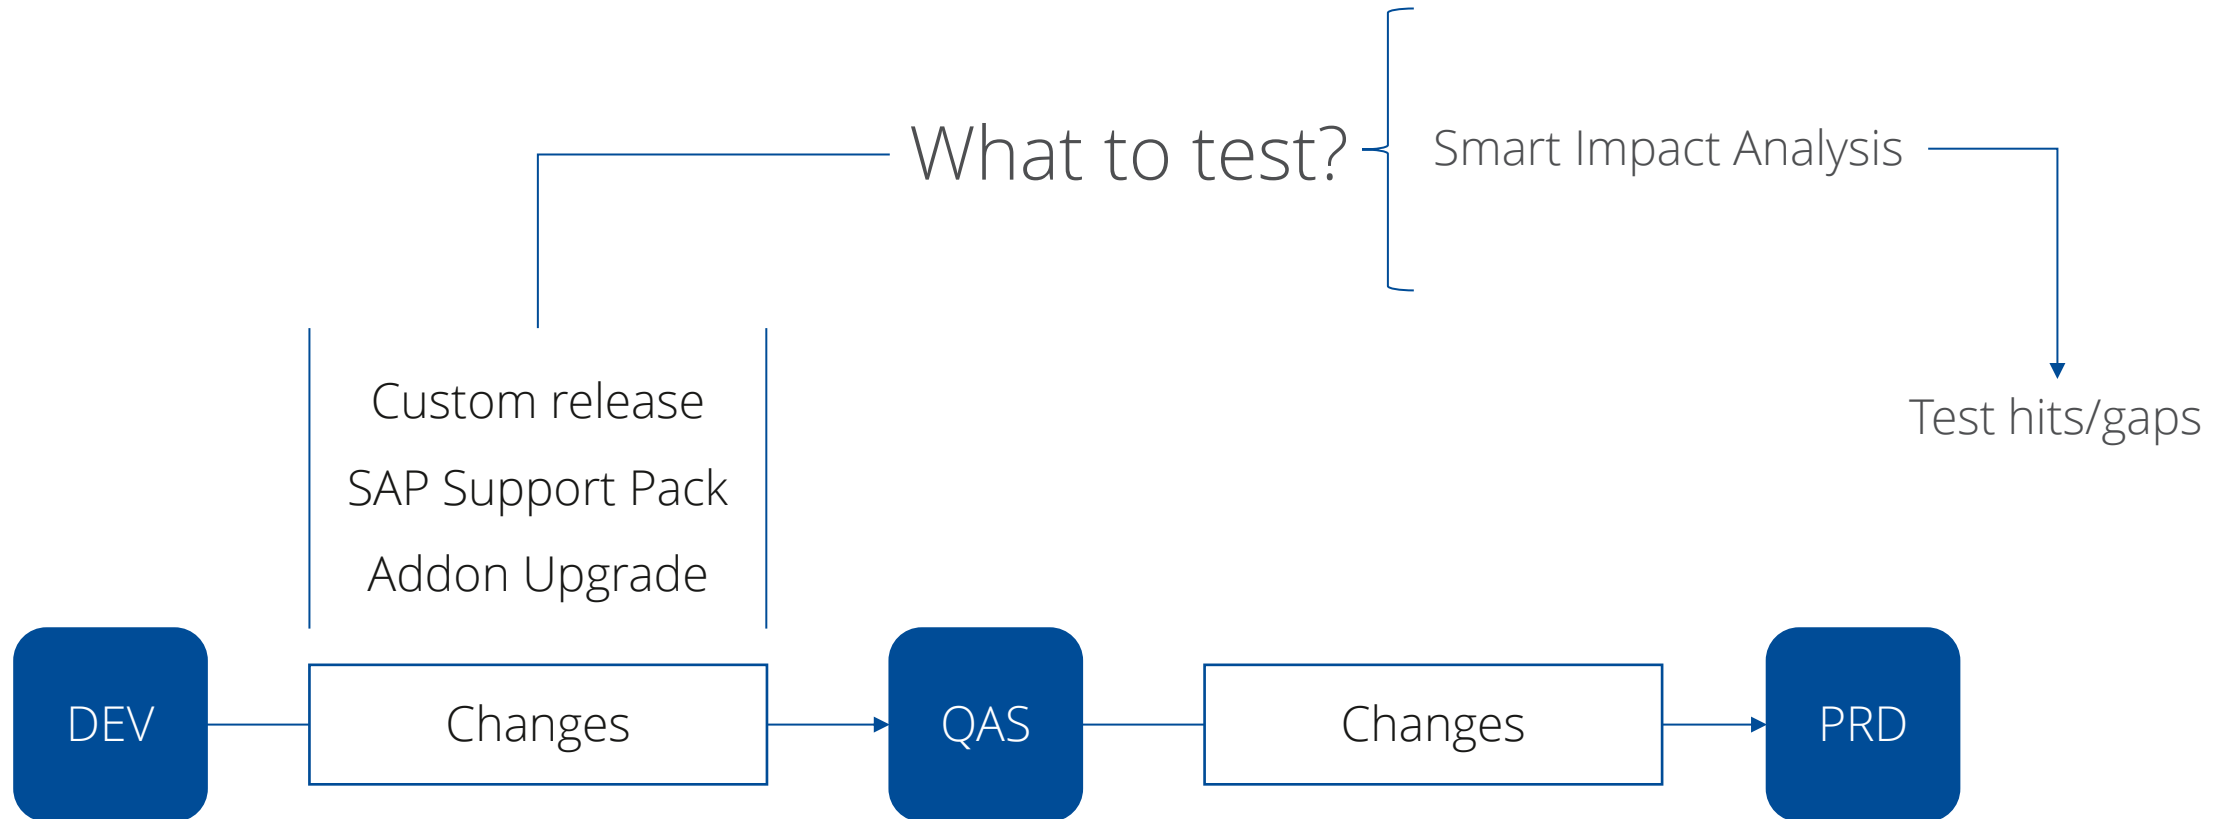 What to test?
Smart Impact Analysis
Custom release
SAP Support Pack
Addon Upgrade
Test hits/gaps
DEV
Changes
QAS
Changes
PRD